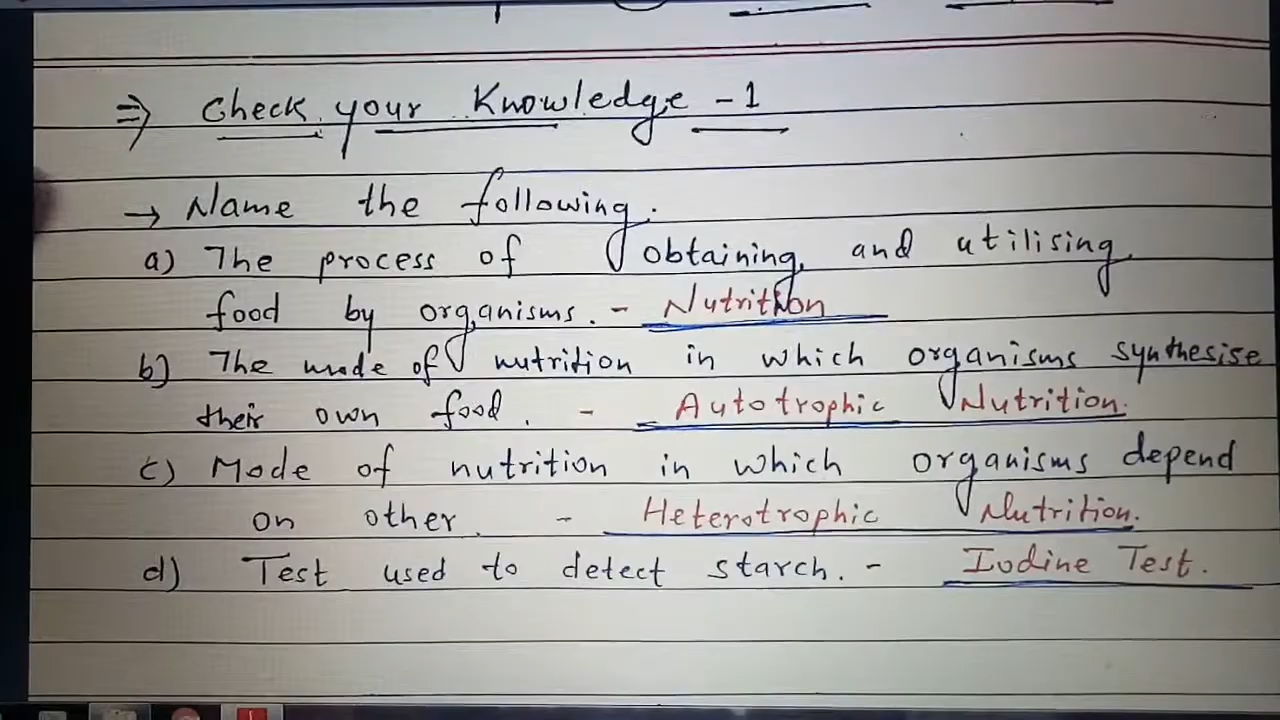 ⇒ Check your Knowledge - 1
→ Name the following.
a) The process of obtaining and utilising
food by organisms. - Nutrition
b) The mode of nutrition in which organisms synthesise
their own food. - Autotrophic Nutrition.
c) Mode of nutrition in which organisms depend
on other. - Heterotrophic Nutrition.
d) Test used to detect starch. - Iodine Test.